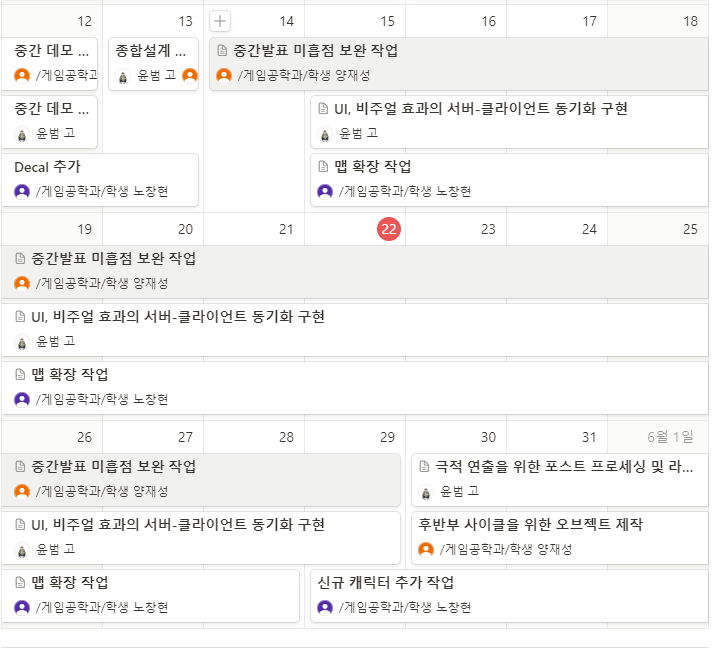 12 13 14 15 16 17 18
중간 데모 ... 종합설계 ... 중간발표 미흡점 보완 작업
/게임공학과 윤범 고 /게임공학과/학생 양재성
중간 데모 ... UI, 비주얼 효과의 서버-클라이언트 동기화 구현
윤범 고 윤범 고
Decal 추가 맵 확장 작업
/게임공학과/학생 노창현 /게임공학과/학생 노창현
19 20 21 22 23 24 25
중간발표 미흡점 보완 작업
/게임공학과/학생 양재성
UI, 비주얼 효과의 서버-클라이언트 동기화 구현
윤범 고
맵 확장 작업
/게임공학과/학생 노창현
26 27 28 29 30 31 6월 1일
중간발표 미흡점 보완 작업 극적 연출을 위한 포스트 프로세싱 및 라...
/게임공학과/학생 양재성 윤범 고
UI, 비주얼 효과의 서버-클라이언트 동기화 구현 후반부 사이클을 위한 오브젝트 제작
윤범 고 /게임공학과/학생 양재성
맵 확장 작업 신규 캐릭터 추가 작업
/게임공학과/학생 노창현 /게임공학과/학생 노창현